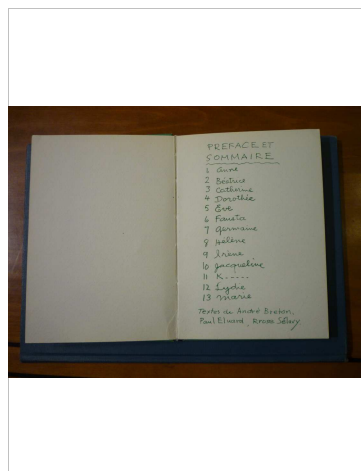 PREFACE ET
SOMMAIRE
1 Anne
2 Béatrice
3 Catherine
4 Dorothée
5 Eve
6 Fausta
7 Germaine
8 Hélène
9 Irène
10 Jacqueline
11 K-----
12 Lydie
13 Marie
Textes de André Breton,
Paul Eluard, Rrose Sélavy